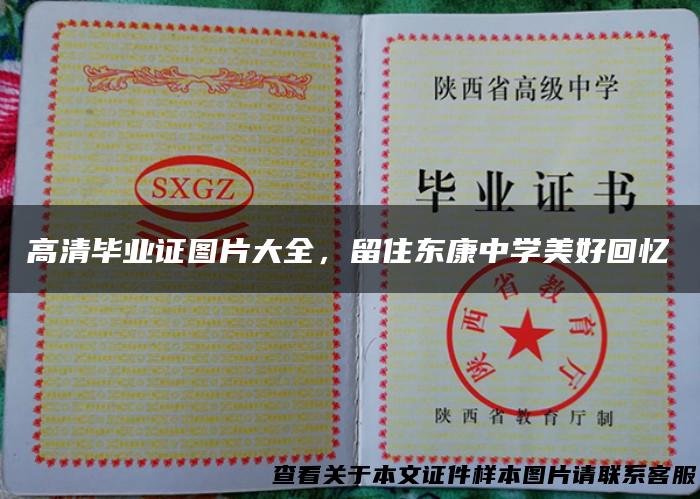 陕西省高级中学
毕业证书
SXGZ
高清毕业证图片大全，留住东康中学美好回忆
陕西省教育厅
陕西省教育厅制
查看关于本文证件样本图片请联系客服